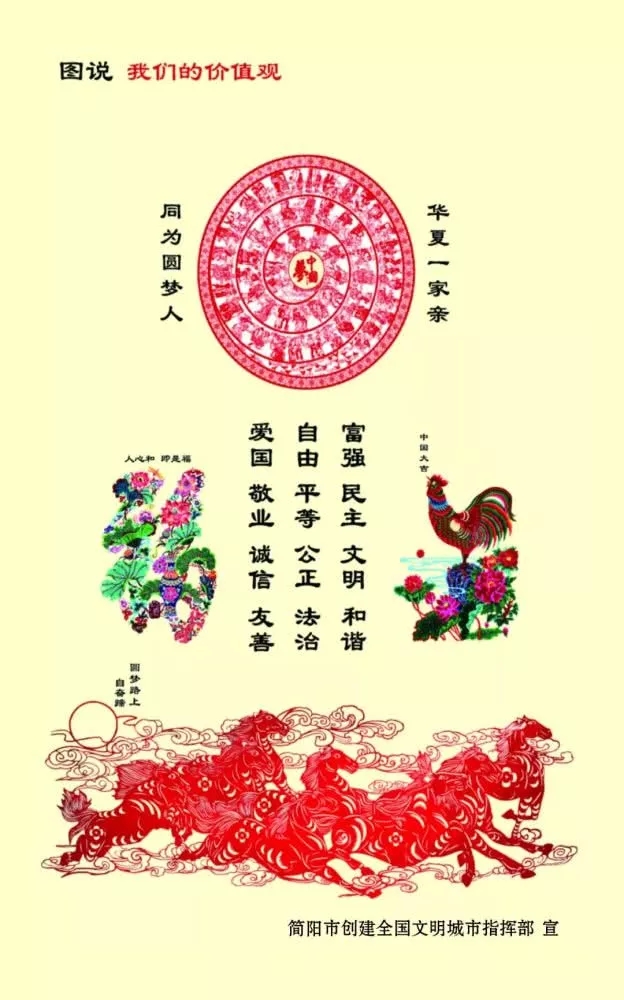 图说 我们的价值观
华夏一家亲
同为圆梦人
中国梦
富强 民主 文明 和谐
自由 平等 公正 法治
爱国 敬业 诚信 友善
中国大吉
人心和 即是福
圆梦路上
自奋蹄
简阳市创建全国文明城市指挥部 宣